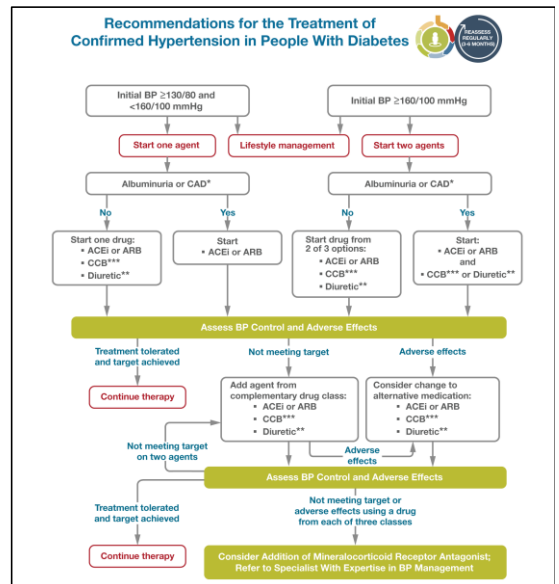 Recommendations for the Treatment of
Confirmed Hypertension in People With Diabetes
REASSESS
REGULARLY
(3-6 MONTHS)
Initial BP ≥130/80 and
<160/100 mmHg
Initial BP ≥160/100 mmHg
Start one agent
Lifestyle management
Start two agents
Albuminuria or CAD*
Albuminuria or CAD*
No
Yes
No
Yes
Start one drug:
▪ ACEi or ARB
▪ CCB***
▪ Diuretic**
Start
▪ ACEi or ARB
Start drug from
2 of 3 options:
▪ ACEi or ARB
▪ CCB***
▪ Diuretic**
Start:
▪ ACEi or ARB
and
▪ CCB*** or Diuretic**
Assess BP Control and Adverse Effects
Treatment tolerated
and target achieved
Not meeting target
Adverse effects
Continue therapy
Add agent from
complementary drug class:
▪ ACEi or ARB
▪ CCB***
▪ Diuretic**
Consider change to
alternative medication:
▪ ACEi or ARB
▪ CCB***
▪ Diuretic**
Not meeting target
on two agents
Adverse
effects
Assess BP Control and Adverse Effects
Treatment tolerated
and target achieved
Not meeting target or
adverse effects using a drug
from each of three classes
Continue therapy
Consider Addition of Mineralocorticoid Receptor Antagonist;
Refer to Specialist With Expertise in BP Management